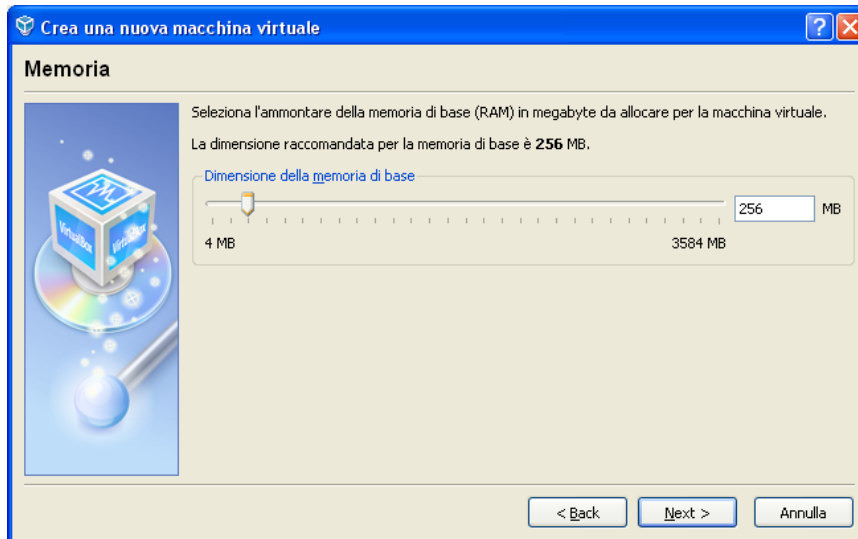 Crea una nuova macchina virtuale
Memoria
Seleziona l'ammontare della memoria di base (RAM) in megabyte da allocare per la macchina virtuale.
La dimensione raccomandata per la memoria di base è 256 MB.
Dimensione della memoria di base
256 MB
4 MB 3584 MB
VirtualBox VirtualBox
< Back Next > Annulla